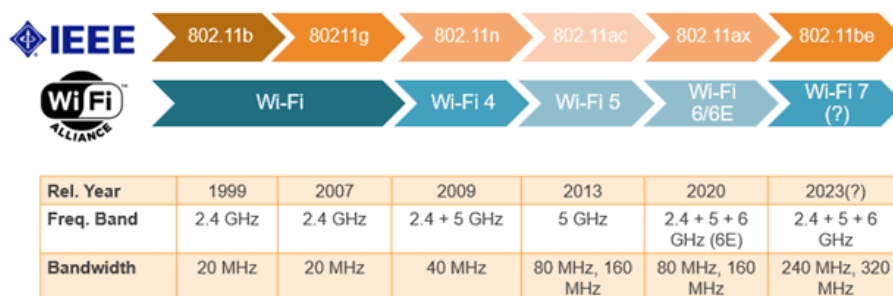 IEEE 802.11b 80211g 802.11n 802.11ac 802.11ax 802.11be
Wi Fi ™
ALLIANCE
Wi-Fi Wi-Fi 4 Wi-Fi 5 Wi-Fi
6/6E Wi-Fi 7
(?)
Rel. Year 1999 2007 2009 2013 2020 2023(?)
Freq. Band 2.4 GHz 2.4 GHz 2.4 + 5 GHz 5 GHz 2.4 + 5 + 6
GHz (6E) 2.4 + 5 + 6
GHz
Bandwidth 20 MHz 20 MHz 40 MHz 80 MHz, 160
MHz 80 MHz, 160
MHz 240 MHz, 320
MHz